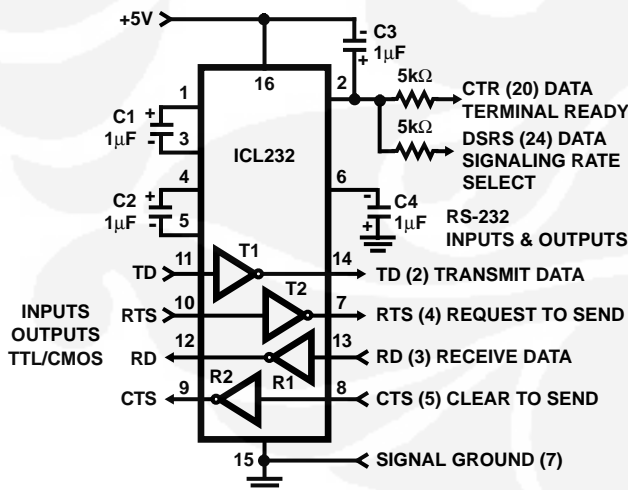 +5V
-
C3
1μF
+
16
1
2
5kΩ
CTR (20) DATA
TERMINAL READY
5kΩ
DSRS (24) DATA
SIGNALING RATE
SELECT
C1
1μF
+
-
3
ICL232
4
C2
1μF
+
-
5
6
-
C4
1μF
+
RS-232
INPUTS & OUTPUTS
TD
11
T1
14
TD (2) TRANSMIT DATA
INPUTS
OUTPUTS
TTL/CMOS
RTS
10
T2
7
RTS (4) REQUEST TO SEND
RD
12
R1
13
RD (3) RECEIVE DATA
CTS
9
R2
8
CTS (5) CLEAR TO SEND
15
SIGNAL GROUND (7)